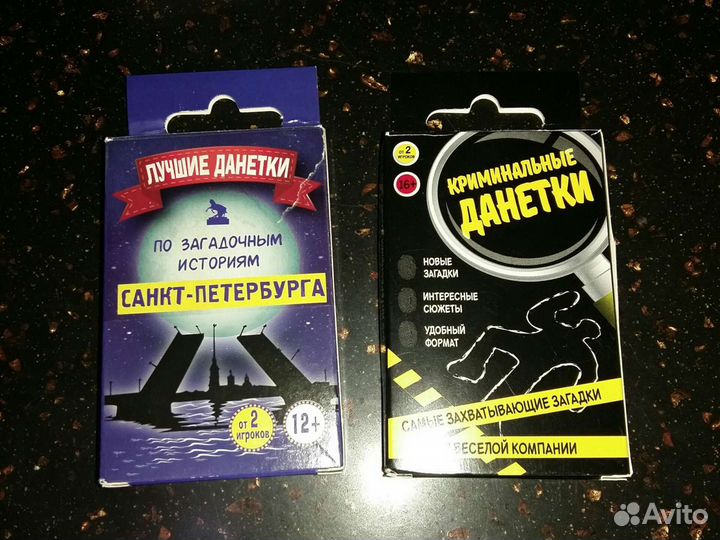 ЛУЧШИЕ ДАНЕТКИ
ПО ЗАГАДОЧНЫМ
ИСТОРИЯМ
САНКТ-ПЕТЕРБУРГА
от 2
игроков
12+
от 2
игроков
16+
КРИМИНАЛЬНЫЕ
ДАНЕТКИ
НОВЫЕ
ЗАГАДКИ
ИНТЕРЕСНЫЕ
СЮЖЕТЫ
УДОБНЫЙ
ФОРМАТ
САМЫЕ ЗАХВАТЫВАЮЩИЕ ЗАГАДКИ
ВЕСЕЛОЙ КОМПАНИИ
Avito